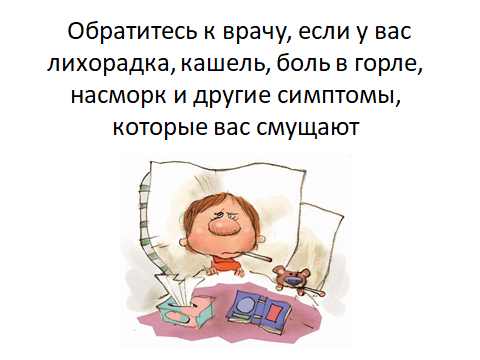 Обратитесь к врачу, если у вас
лихорадка, кашель, боль в горле,
насморк и другие симптомы,
которые вас смущают